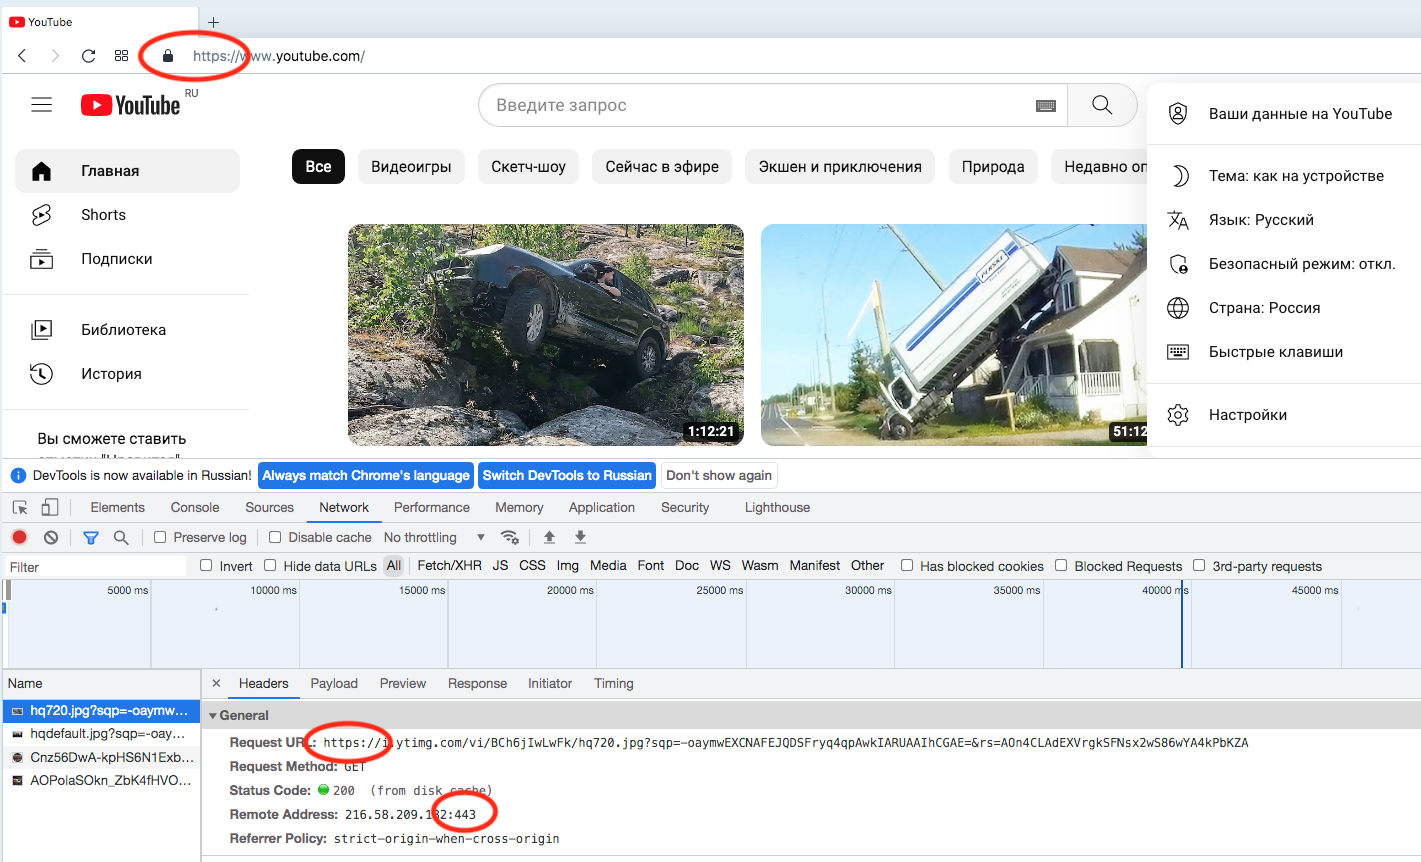 YouTube
https://www.youtube.com/
YouTube RU
Введите запрос
Главная
Shorts
Подписки
Библиотека
История
Вы сможете ставить
Все Видеоигры Скетч-шоу Сейчас в эфире Экшен и приключения Природа Недавно оп
PENSKE
1:12:21
51:12
Ваши данные на YouTube
Тема: как на устройстве
Язык: Русский
Безопасный режим: откл.
Страна: Россия
Быстрые клавиши
Настройки
DevTools is now available in Russian! Always match Chrome's language Switch DevTools to Russian Don't show again
Elements Console Sources Network Performance Memory Application Security Lighthouse
Preserve log Disable cache No throttling
Filter Invert Hide data URLs All Fetch/XHR JS CSS Img Media Font Doc WS Wasm Manifest Other Has blocked cookies Blocked Requests 3rd-party requests
5000 ms 10000 ms 15000 ms 20000 ms 25000 ms 30000 ms 35000 ms 40000 ms 45000 ms
Name
hq720.jpg?sqp=-oaymw...
hqdefault.jpg?sqp=-oay...
Cnz56DwA-kpHS6N1Exb...
AOPolaSOkn_ZbK4fHVO...
× Headers Payload Preview Response Initiator Timing
General
Request URL: https://i.ytimg.com/vi/BCh6jIwLwFk/hq720.jpg?sqp=-oaymwEXCNAFEJQDSFryq4qpAwkIARUAAIhCGAE=&rs=AOn4CLAdEXVrgkSFNsx2wS86wYA4kPbKZA
Request Method: GET
Status Code: 200 (from disk cache)
Remote Address: 216.58.209.182:443
Referrer Policy: strict-origin-when-cross-origin